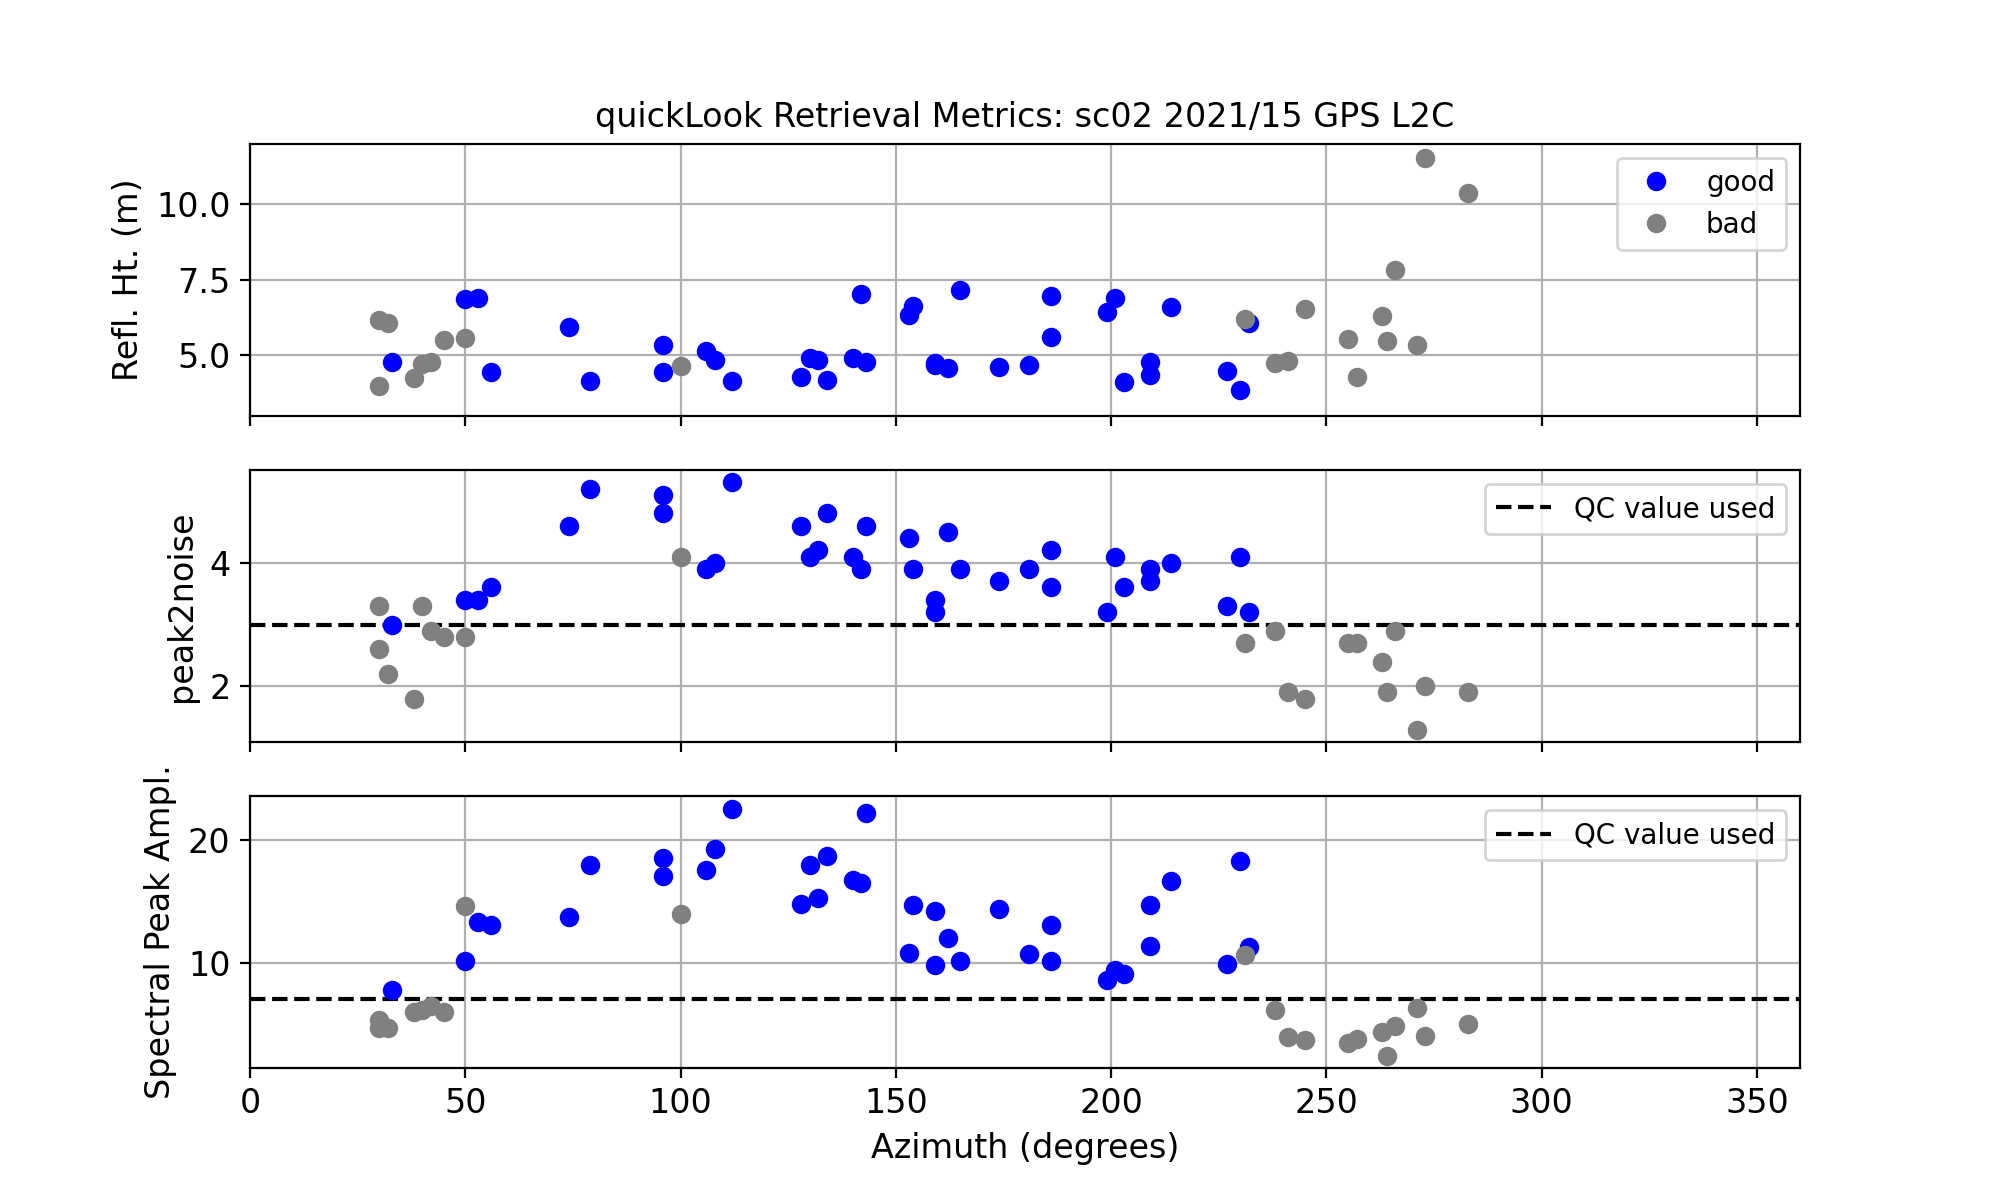 quickLook Retrieval Metrics: sc02 2021/15 GPS L2C
Refl. Ht. (m)
10.0
7.5
5.0
good
bad
peak2noise
4
2
QC value used
Spectral Peak Ampl.
20
10
QC value used
0 50 100 150 200 250 300 350
Azimuth (degrees)